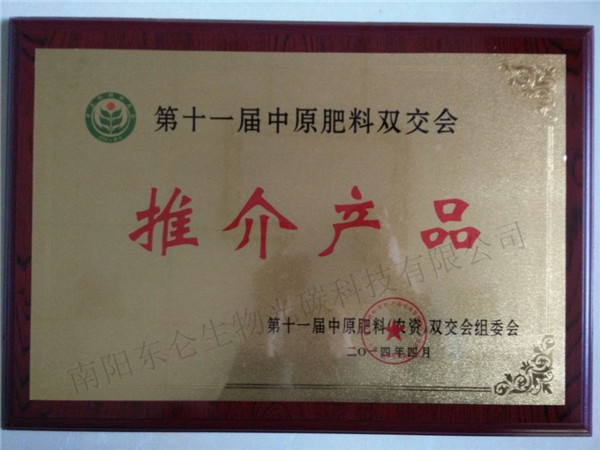 第十一届中原肥料双交会
推介产品
第十一届中原肥料(农资)双交会组委会
二〇一四年四月
南阳东仑生物光碳科技有限公司